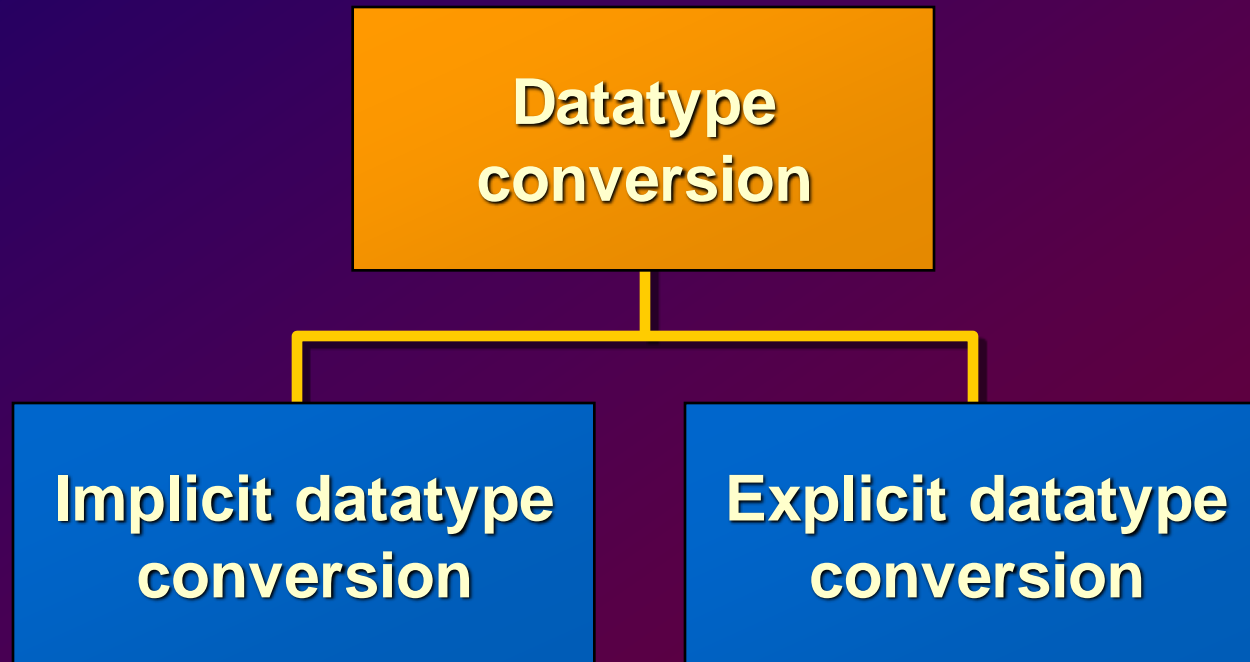 Datatype
conversion
Implicit datatype
conversion
Explicit datatype
conversion